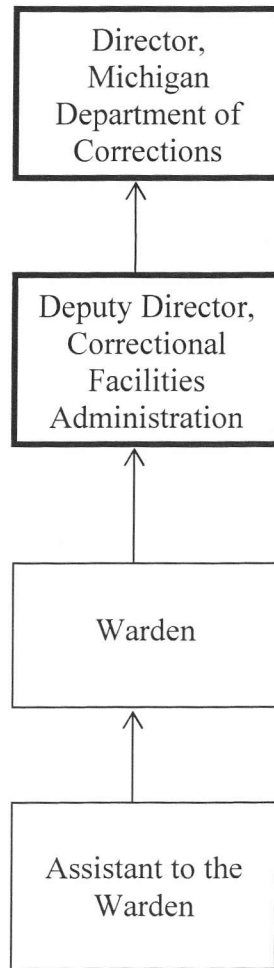 Director,
Michigan
Department of
Corrections
Deputy Director,
Correctional
Facilities
Administration
Warden
Assistant to the
Warden